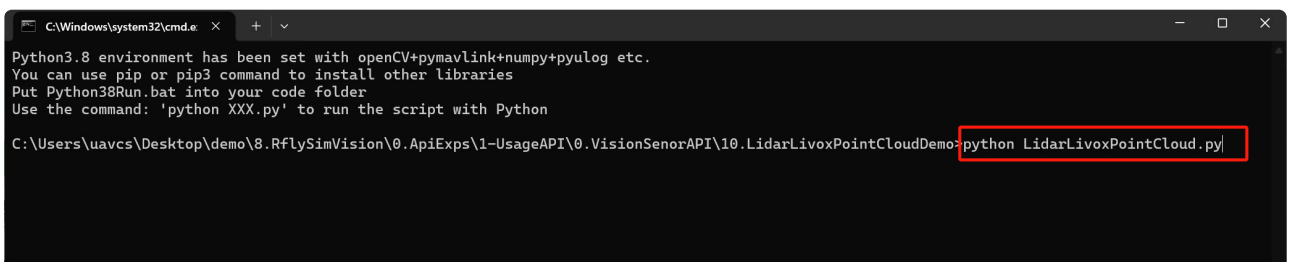 C:\Windows\system32\cmd.e:
Python3.8 environment has been set with openCV+pymavlink+numpy+pyulog etc.
You can use pip or pip3 command to install other libraries
Put Python38Run.bat into your code folder
Use the command: 'python XXX.py' to run the script with Python
C:\Users\uavcs\Desktop\demo\8.RflySimVision\0.ApiExps\1-UsageAPI\0.VisionSenorAPI\10.LidarLivoxPointCloudDemo>python LidarLivoxPointCloud.py